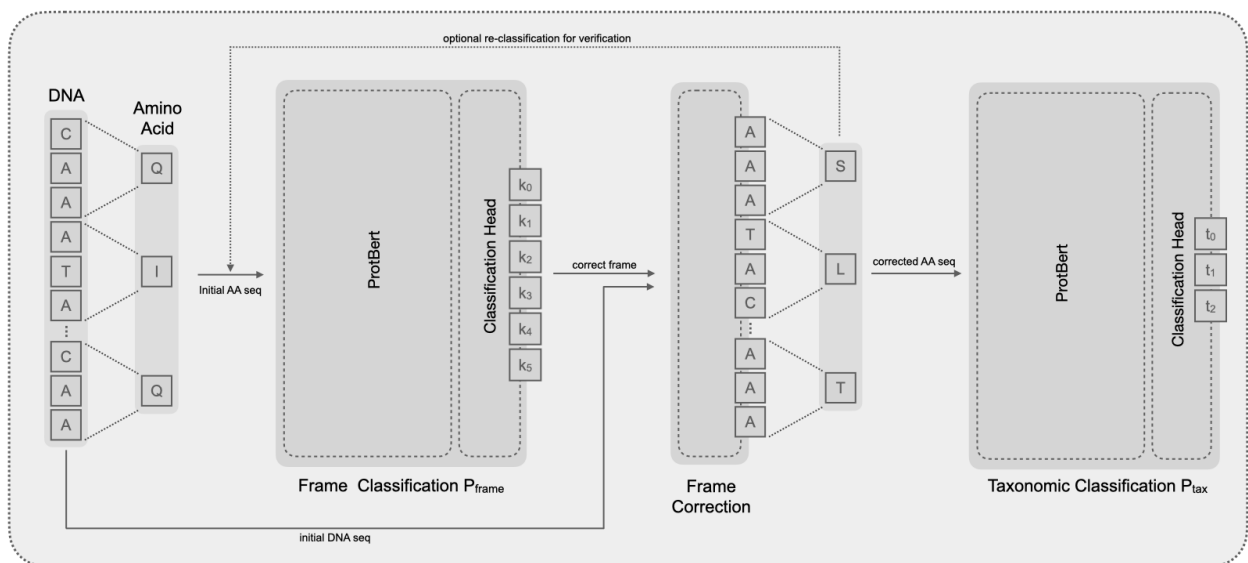 optional re-classification for verification
DNA
Amino
Acid
C
A
A
A
T
A
C
A
A
Q
I
Q
Initial AA seq
ProtBert
Classification Head
k0
k1
k2
k3
k4
k5
Frame Classification Pframe
correct frame
initial DNA seq
A
A
A
T
A
C
A
A
A
Frame
Correction
S
L
T
corrected AA seq
ProtBert
Classification Head
t0
t1
t2
Taxonomic Classification Ptax